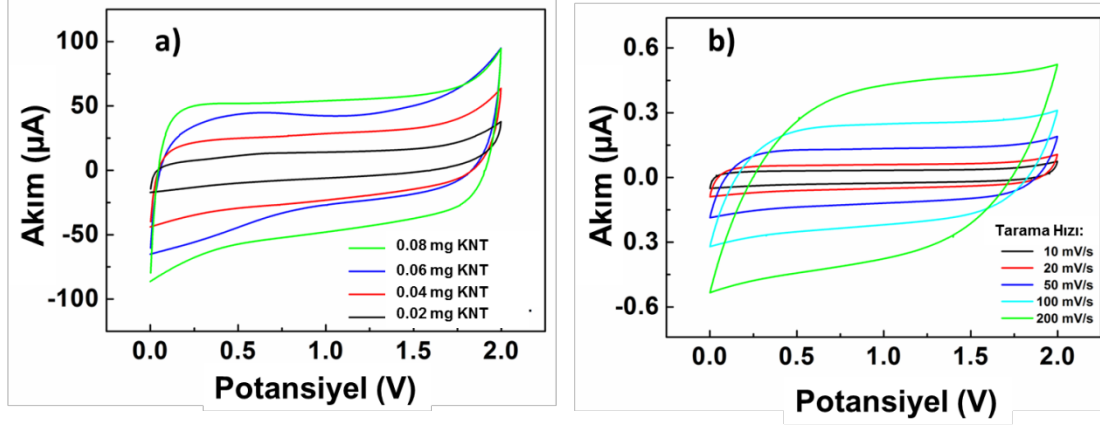 a)
Akım (µA)
100
50
0
-50
-100
0.08 mg KNT
0.06 mg KNT
0.04 mg KNT
0.02 mg KNT
0.0 0.5 1.0 1.5 2.0
Potansiyel (V)
b)
Akım (µA)
0.6
0.3
0.0
0.3
-0.6
Tarama Hızı:
10 mV/s
20 mV/s
50 mV/s
100 mV/s
200 mV/s
0.0 0.5 1.0 1.5 2.0
Potansiyel (V)